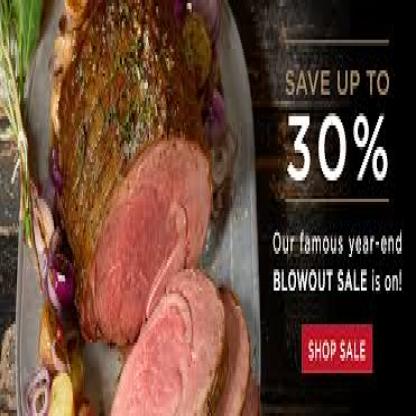 SAVE UP TO
30%
Our famous year-end
BLOWOUT SALE is on!
SHOP SALE